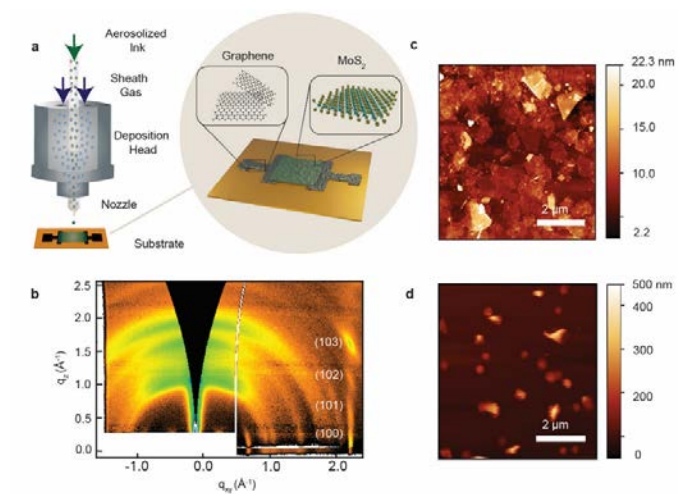 a
Aerosolized
Ink
Sheath
Gas
Deposition
Head
Nozzle
Substrate
Graphene
MoS2
b
2.5
2.0
1.5
1.0
0.5
0.0
qz (Å-1)
(103)
(102)
(101)
(100)
-1.0
0.0
1.0
2.0
qxy (Å-1)
c
2 µm
22.3 nm
20.0
15.0
10.0
5.0
2.2
d
2 µm
500 nm
400
300
200
100
0